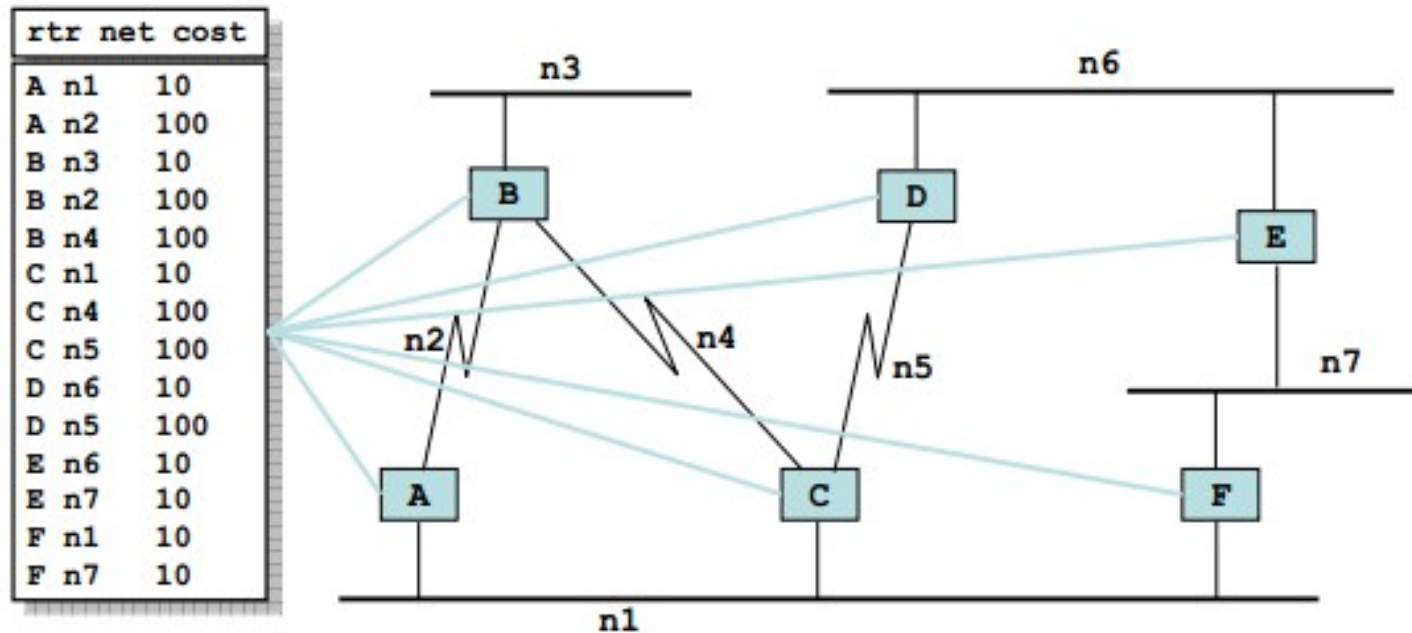 rtr net cost
A n1 10
A n2 100
B n3 10
B n2 100
B n4 100
C n1 10
C n4 100
C n5 100
D n6 10
D n5 100
E n6 10
E n7 10
F n1 10
F n7 10
n3
n6
B
D
E
n2
n4
n5
n7
A
C
F
n1